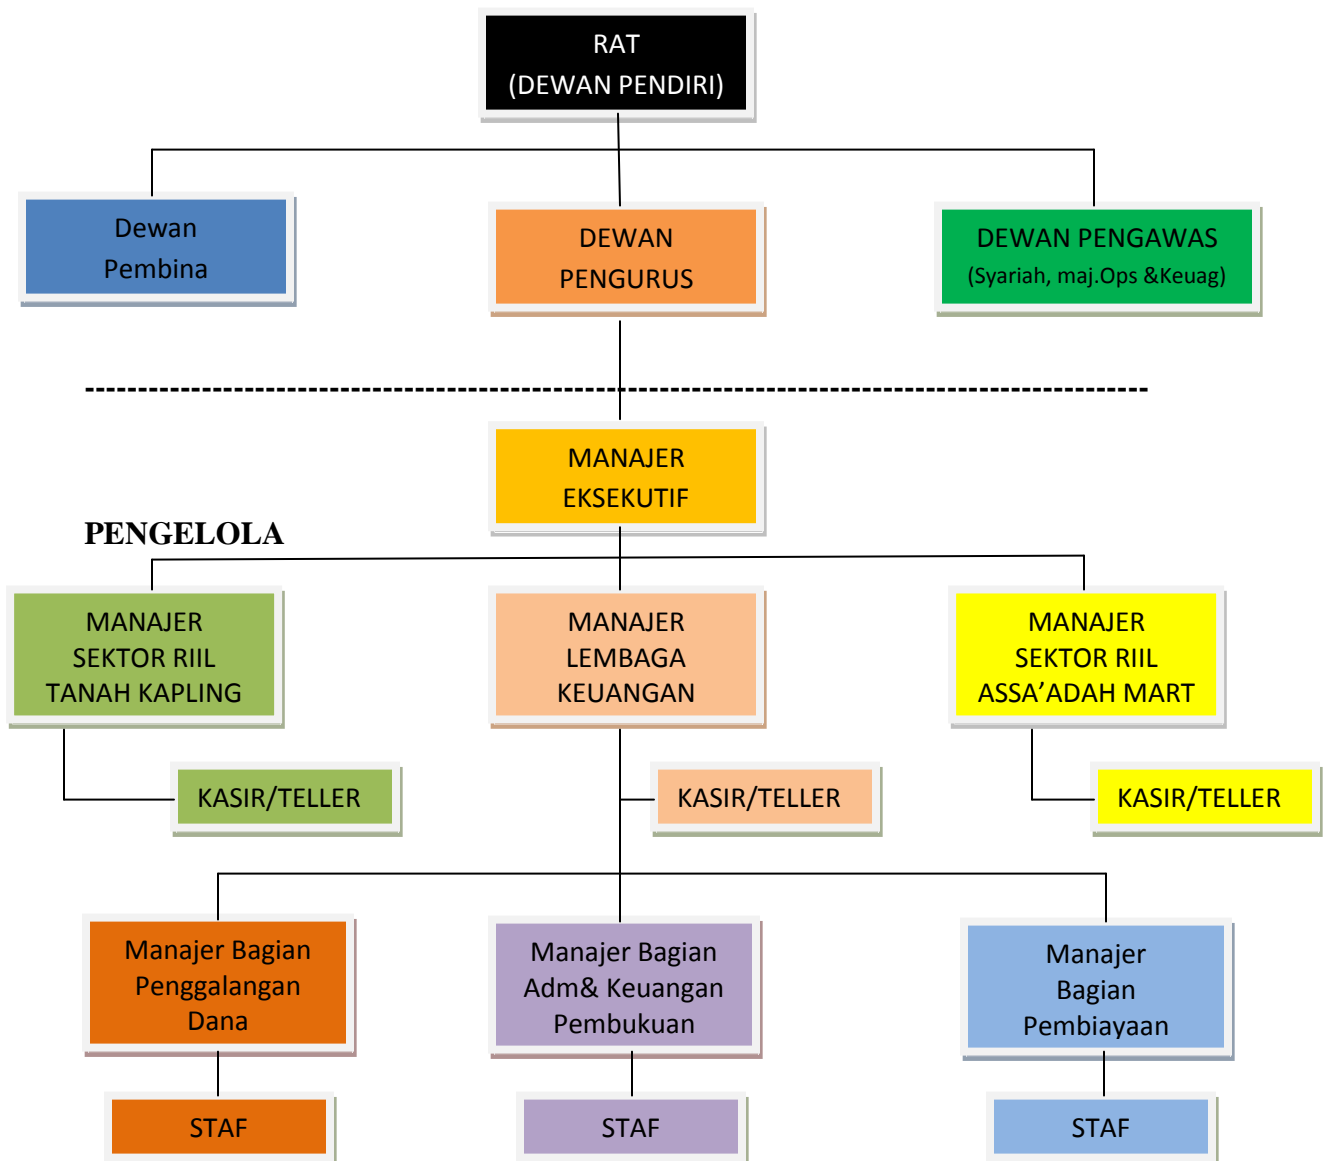 RAT
(DEWAN PENDIRI)
Dewan
Pembina
DEWAN
PENGURUS
DEWAN PENGAWAS
(Syariah, maj.Ops &Keuag)
MANAJER
EKSEKUTIF
PENGELOLA
MANAJER
SEKTOR RIIL
TANAH KAPLING
MANAJER
LEMBAGA
KEUANGAN
MANAJER
SEKTOR RIIL
ASSA’ADAH MART
KASIR/TELLER
KASIR/TELLER
KASIR/TELLER
Manajer Bagian
Penggalangan
Dana
Manajer Bagian
Adm& Keuangan
Pembukuan
Manajer
Bagian
Pembiayaan
STAF
STAF
STAF